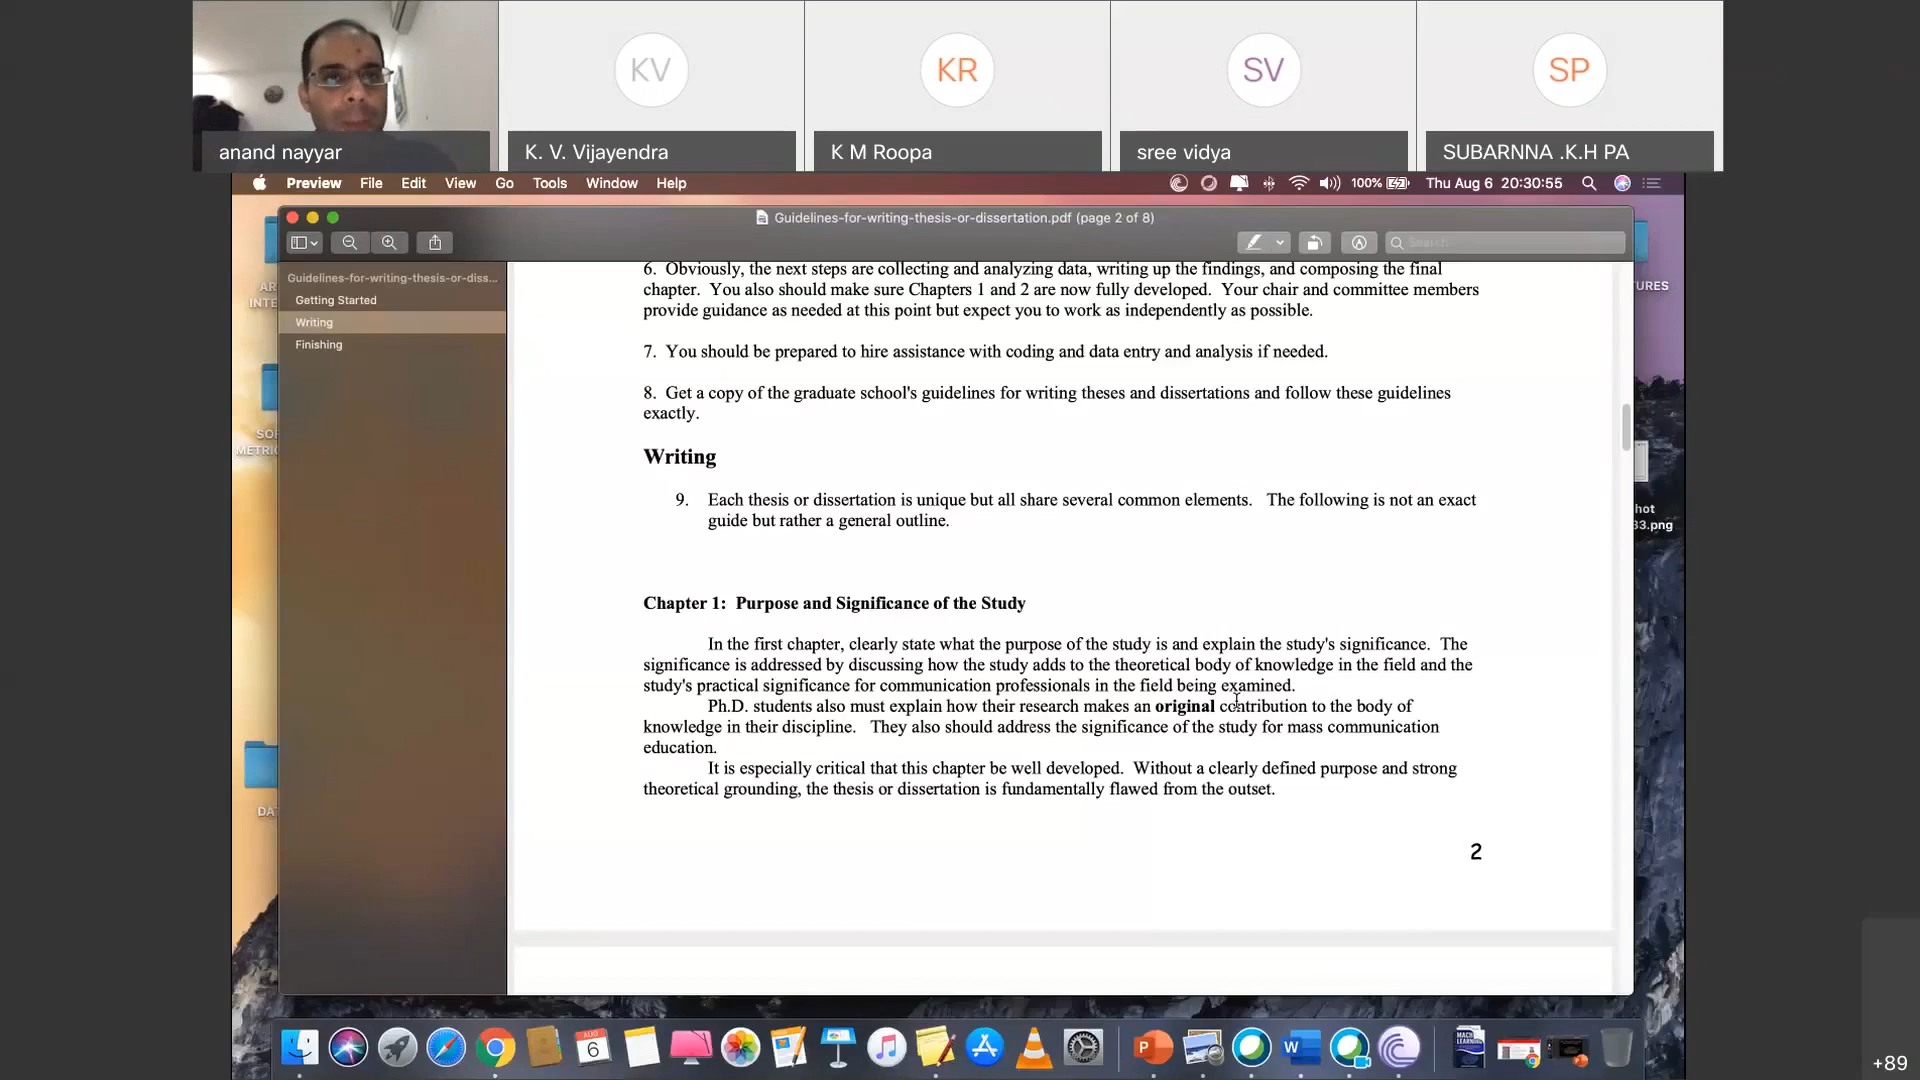 KV
KR
SV
SP
anand nayyar
K. V. Vijayendra
K M Roopa
sree vidya
SUBARNNA .K.H PA
Preview File Edit View Go Tools Window Help
100% Thu Aug 6 20:30:55
Guidelines-for-writing-thesis-or-dissertation.pdf (page 2 of 8)
Search
Guidelines-for-writing-thesis-or-diss...
Getting Started
Writing
Finishing
6. Obviously, the next steps are collecting and analyzing data, writing up the findings, and composing the final
chapter. You also should make sure Chapters 1 and 2 are now fully developed. Your chair and committee members
provide guidance as needed at this point but expect you to work as independently as possible.
7. You should be prepared to hire assistance with coding and data entry and analysis if needed.
8. Get a copy of the graduate school's guidelines for writing theses and dissertations and follow these guidelines
exactly.
Writing
9. Each thesis or dissertation is unique but all share several common elements. The following is not an exact
guide but rather a general outline.
Chapter 1: Purpose and Significance of the Study
In the first chapter, clearly state what the purpose of the study is and explain the study's significance. The
significance is addressed by discussing how the study adds to the theoretical body of knowledge in the field and the
study's practical significance for communication professionals in the field being examined.
Ph.D. students also must explain how their research makes an original contribution to the body of
knowledge in their discipline. They also should address the significance of the study for mass communication
education.
It is especially critical that this chapter be well developed. Without a clearly defined purpose and strong
theoretical grounding, the thesis or dissertation is fundamentally flawed from the outset.
2
AR
INTE
SO
METRIC
DA
URES
hot
33.png
AUG
6
W
+89